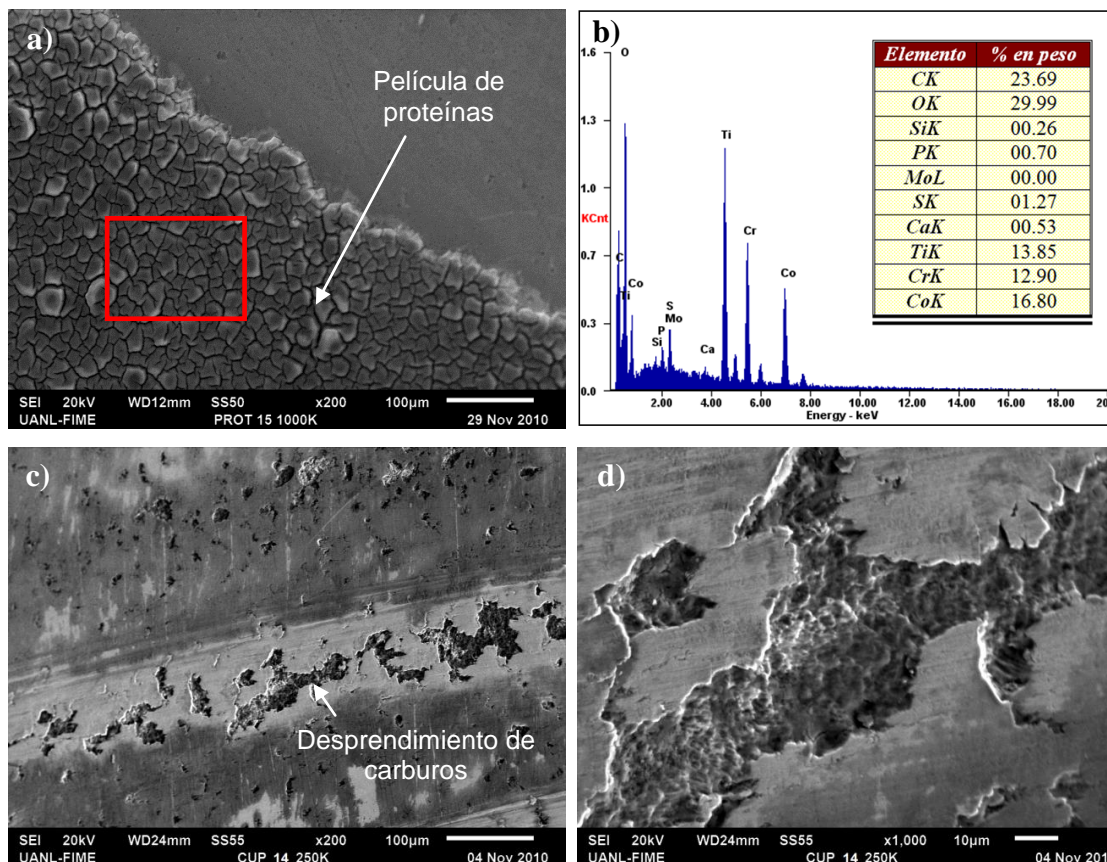 a)
Película de
proteínas
SEI 20kV WD12mm SS50 x200 100µm
UANL-FIME PROT 15 1000K 29 Nov 2010
b)
1.6
1.3
1.0
KCnt
0.7
0.3
0.0
O
C
Ti
Co
Si
P
S
Mo
Ca
Ti
Cr
Co
2.00 4.00 6.00 8.00 10.00 12.00 14.00 16.00 18.00 20
Energy - keV
Elemento % en peso
CK 23.69
OK 29.99
SiK 00.26
PK 00.70
MoL 00.00
SK 01.27
CaK 00.53
TiK 13.85
CrK 12.90
CoK 16.80
c)
Desprendimiento de
carburos
SEI 20kV WD24mm SS55 x200 100µm
UANL-FIME CUP 14 250K 04 Nov 2010
d)
SEI 20kV WD24mm SS55 x1,000 10µm
UANL-FIME CUP 14 250K 04 Nov 201